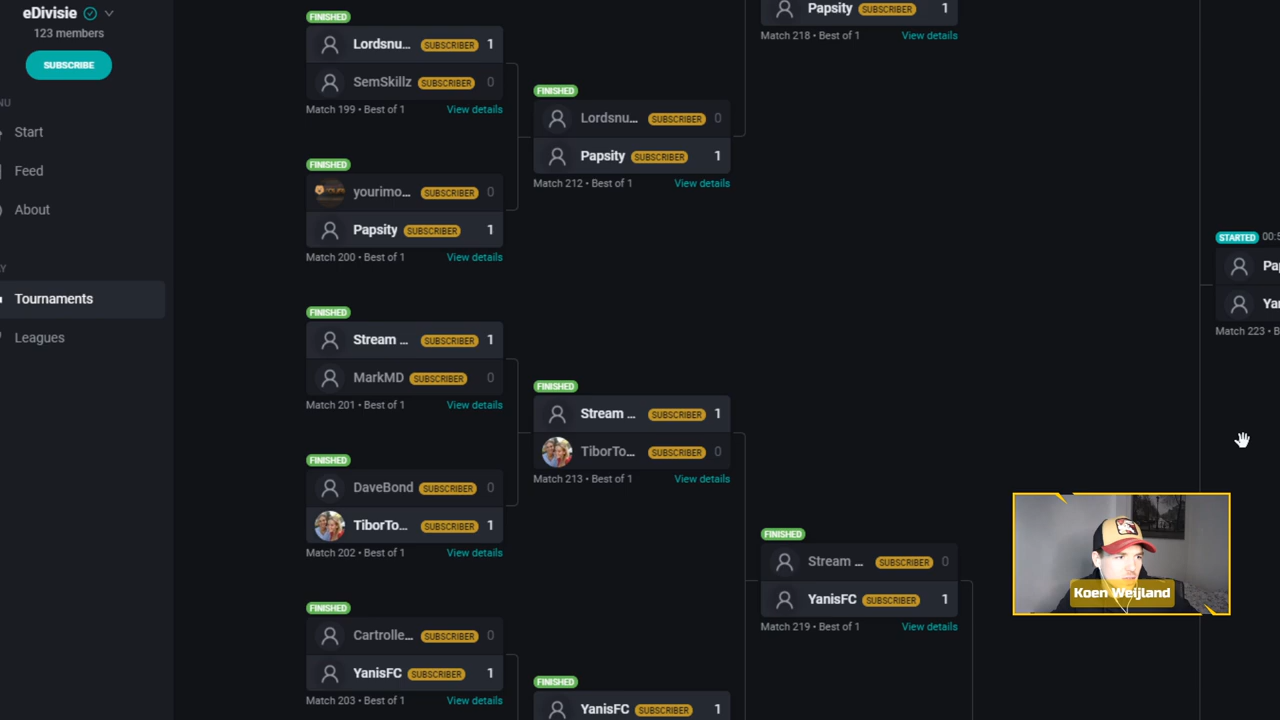 eDivisie
123 members
SUBSCRIBE
Start
Feed
About
Tournaments
Leagues
FINISHED
Lordsnu... SUBSCRIBER 1
SemSkillz SUBSCRIBER 0
Match 199 • Best of 1 View details
FINISHED
yourimo... SUBSCRIBER 0
Papsity SUBSCRIBER 1
Match 200 • Best of 1 View details
FINISHED
Stream ... SUBSCRIBER 1
MarkMD SUBSCRIBER 0
Match 201 • Best of 1 View details
FINISHED
DaveBond SUBSCRIBER 0
TiborTo... SUBSCRIBER 1
Match 202 • Best of 1 View details
FINISHED
Cartrolle... SUBSCRIBER 0
YanisFC SUBSCRIBER 1
Match 203 • Best of 1 View details
FINISHED
Lordsnu... SUBSCRIBER 0
Papsity SUBSCRIBER 1
Match 212 • Best of 1 View details
FINISHED
Stream ... SUBSCRIBER 1
TiborTo... SUBSCRIBER 0
Match 213 • Best of 1 View details
FINISHED
YanisFC SUBSCRIBER 1
Papsity SUBSCRIBER 1
Match 218 • Best of 1 View details
FINISHED
Stream ... SUBSCRIBER 0
YanisFC SUBSCRIBER 1
Match 219 • Best of 1 View details
STARTED
Match 223 •
Koen Weijland